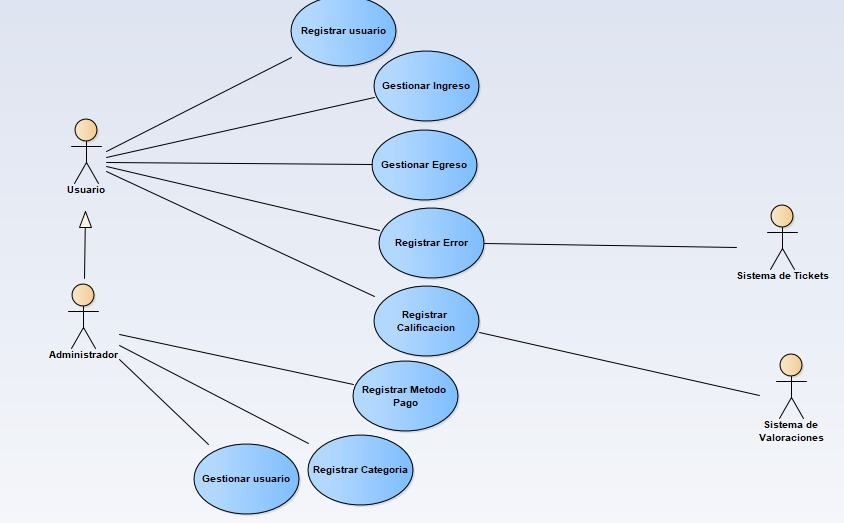 Registrar usuario
Gestionar Ingreso
Gestionar Egreso
Usuario
Registrar Error
Sistema de Tickets
Registrar
Calificacion
Administrador
Registrar Metodo
Pago
Sistema de
Valoraciones
Registrar Categoria
Gestionar usuario